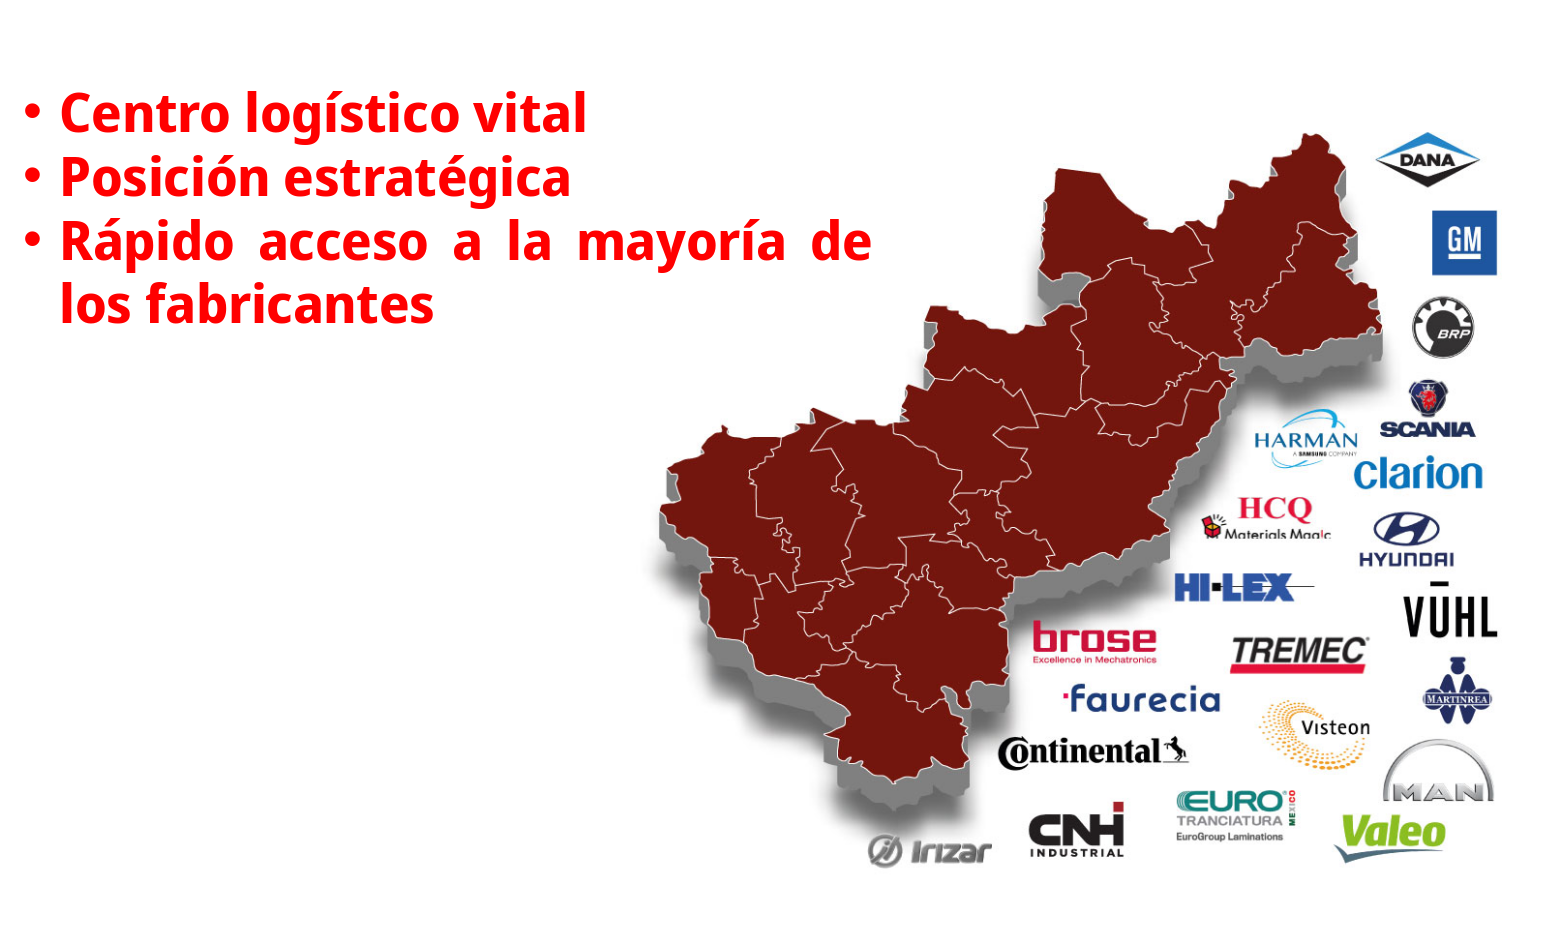 • Centro logístico vital
• Posición estratégica
• Rápido acceso a la mayoría de
los fabricantes
DANA
GM
BRP
SCANIA
HARMAN
A SAMSUNG COMPANY
clarion
HCQ
Materials Magic
HYUNDAI
HI-LEX
VŪHL
brose
Excellence in Mechatronics
TREMEC
MARTINREA
faurecia
Visteon
Continental
MAN
EURO
MEXICO
TRANCIATURA
EuroGroup Laminations
CNH
INDUSTRIAL
Valeo
Irizar